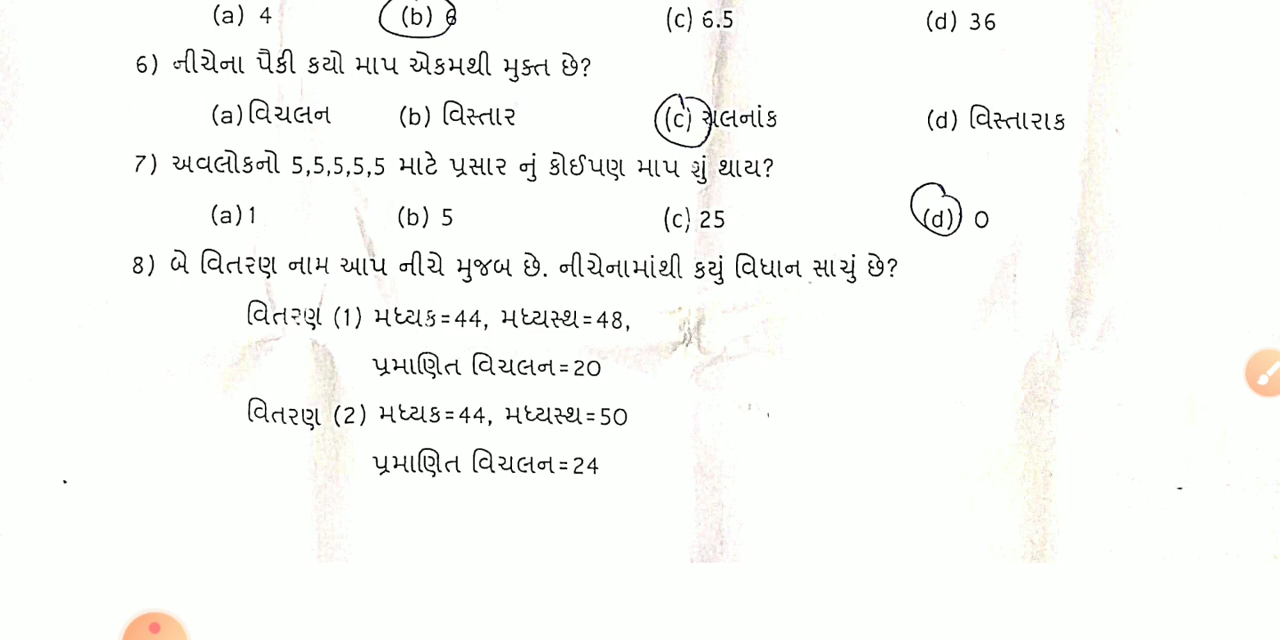 (a) 4 (b) 6 (c) 6.5 (d) 36
6) નીચેના પૈકી કયો માપ એકમથી મુક્ત છે?
(a) વિચલન (b) વિસ્તાર (c) ચલનાંક (d) વિસ્તારાક
7) અવલોકનો 5,5,5,5,5 માટે પ્રસાર નું કોઈપણ માપ શું થાય?
(a) 1 (b) 5 (c) 25 (d) 0
8) બે વિતરણ નામ આપ નીચે મુજબ છે. નીચેનામાંથી કયું વિધાન સાચું છે?
વિતરણ (1) મધ્યક=44, મધ્યસ્થ=48,
પ્રમાણિત વિચલન=20
વિતરણ (2) મધ્યક=44, મધ્યસ્થ=50
પ્રમાણિત વિચલન=24